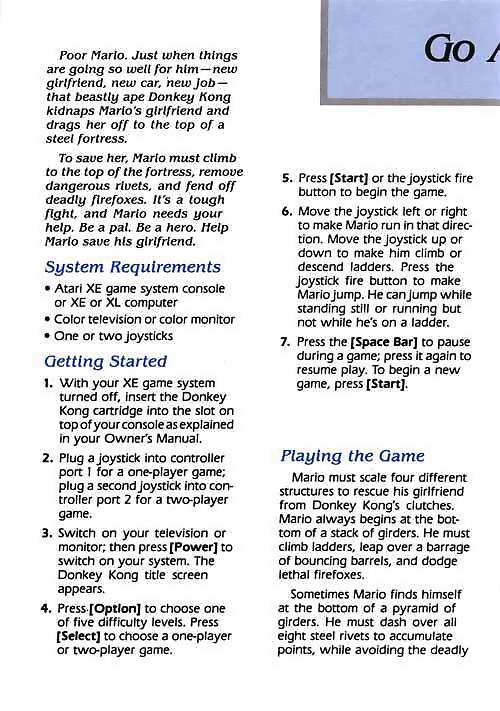 Go
Poor Mario. Just when things
are going so well for him—new
girlfriend, new car, new job—
that beastly ape Donkey Kong
kidnaps Mario's girlfriend and
drags her off to the top of a
steel fortress.
To save her, Mario must climb
to the top of the fortress, remove
dangerous rivets, and fend off
deadly firefoxes. It's a tough
fight, and Mario needs your
help. Be a pal. Be a hero. Help
Mario save his girlfriend.
System Requirements
• Atari XE game system console
or XE or XL computer
• Color television or color monitor
• One or two joysticks
Getting Started
1. With your XE game system
turned off, insert the Donkey
Kong cartridge into the slot on
top of your console as explained
in your Owner's Manual.
2. Plug a joystick into controller
port 1 for a one-player game;
plug a second joystick into con-
troller port 2 for a two-player
game.
3. Switch on your television or
monitor; then press [Power] to
switch on your system. The
Donkey Kong title screen
appears.
4. Press [Option] to choose one
of five difficulty levels. Press
[Select] to choose a one-player
or two-player game.
5. Press [Start] or the joystick fire
button to begin the game.
6. Move the joystick left or right
to make Mario run in that direc-
tion. Move the joystick up or
down to make him climb or
descend ladders. Press the
joystick fire button to make
Mario jump. He can jump while
standing still or running but
not while he's on a ladder.
7. Press the [Space Bar] to pause
during a game; press it again to
resume play. To begin a new
game, press [Start].
Playing the Game
Mario must scale four different
structures to rescue his girlfriend
from Donkey Kong's clutches.
Mario always begins at the bot-
tom of a stack of girders. He must
climb ladders, leap over a barrage
of bouncing barrels, and dodge
lethal firefoxes.
Sometimes Mario finds himself
at the bottom of a pyramid of
girders. He must dash over all
eight steel rivets to accumulate
points, while avoiding the deadly